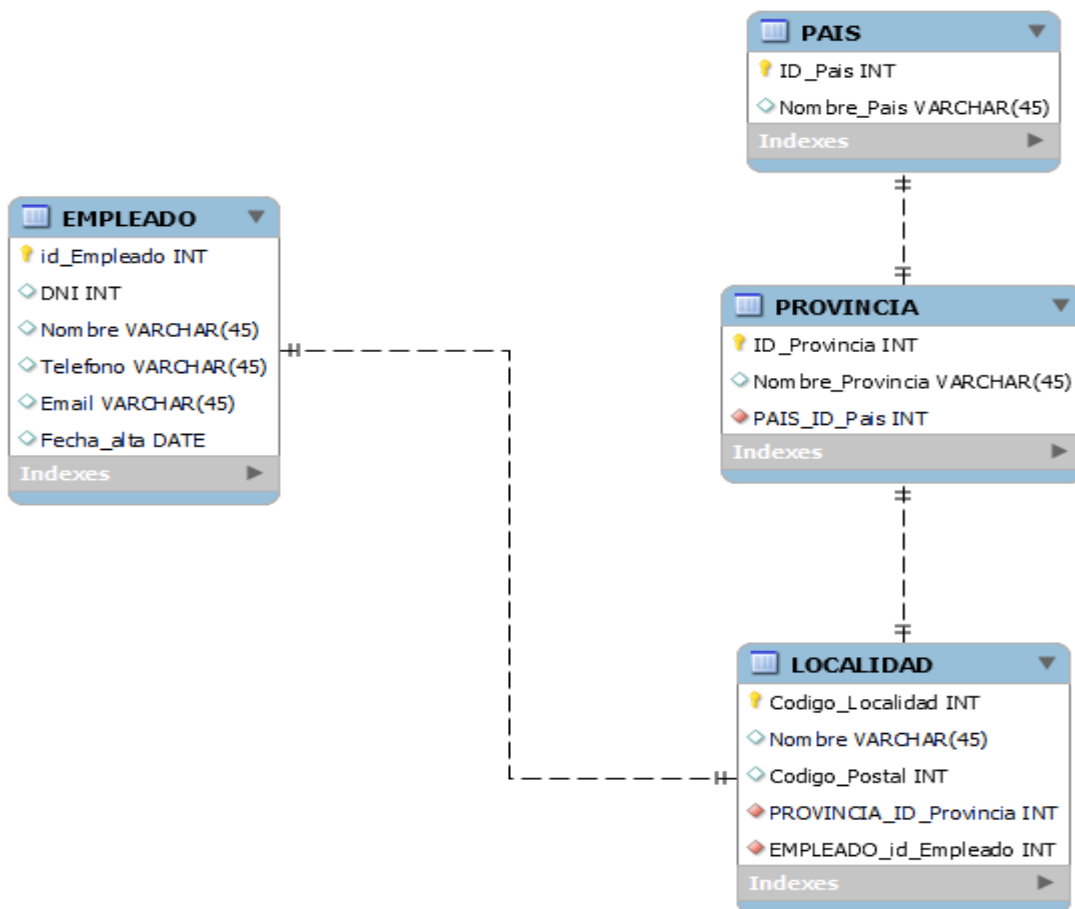 PAIS
ID_Pais INT
Nombre_Pais VARCHAR(45)
Indexes
EMPLEADO
id_Empleado INT
DNI INT
Nombre VARCHAR(45)
Telefono VARCHAR(45)
Email VARCHAR(45)
Fecha_alta DATE
Indexes
PROVINCIA
ID_Provincia INT
Nombre_Provincia VARCHAR(45)
PAIS_ID_Pais INT
Indexes
LOCALIDAD
Codigo_Localidad INT
Nombre VARCHAR(45)
Codigo_Postal INT
PROVINCIA_ID_Provincia INT
EMPLEADO_id_Empleado INT
Indexes